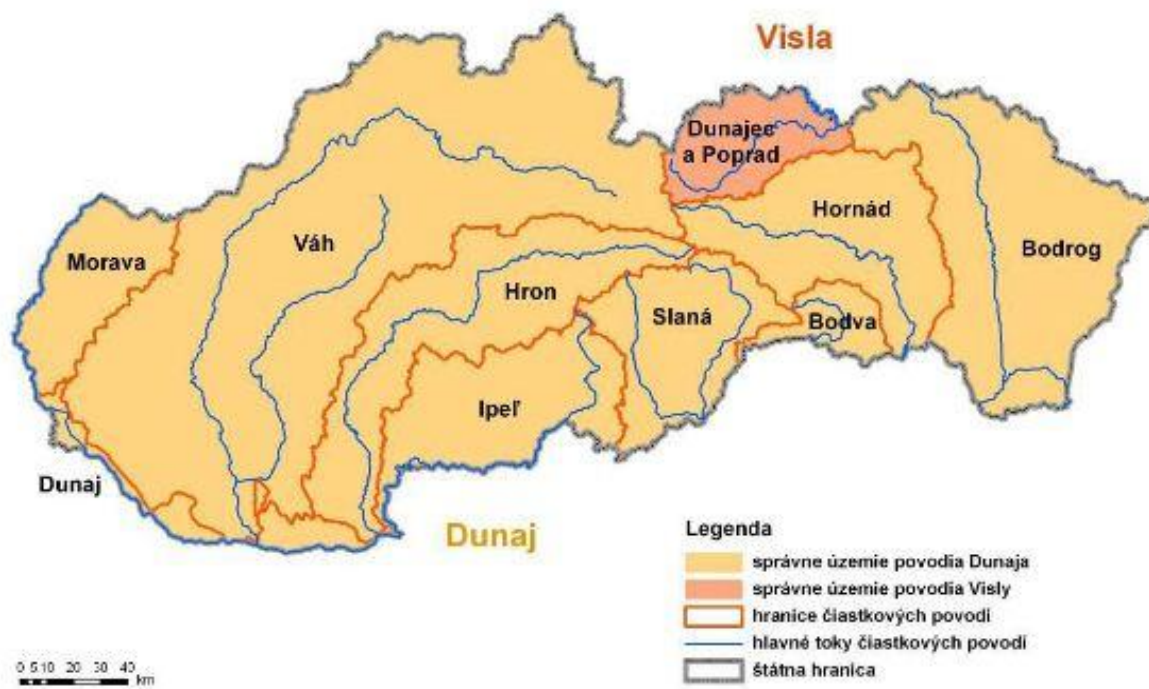 Visla
Dunajec
a Poprad
Hornád
Bodrog
Morava
Váh
Hron
Slaná
Bodva
Ipeľ
Dunaj
Dunaj
Legenda
správne územie povodia Dunaja
správne územie povodia Visly
hranice čiastkových povodí
hlavné toky čiastkových povodí
štátna hranica
0 5 10 20 30 40
km